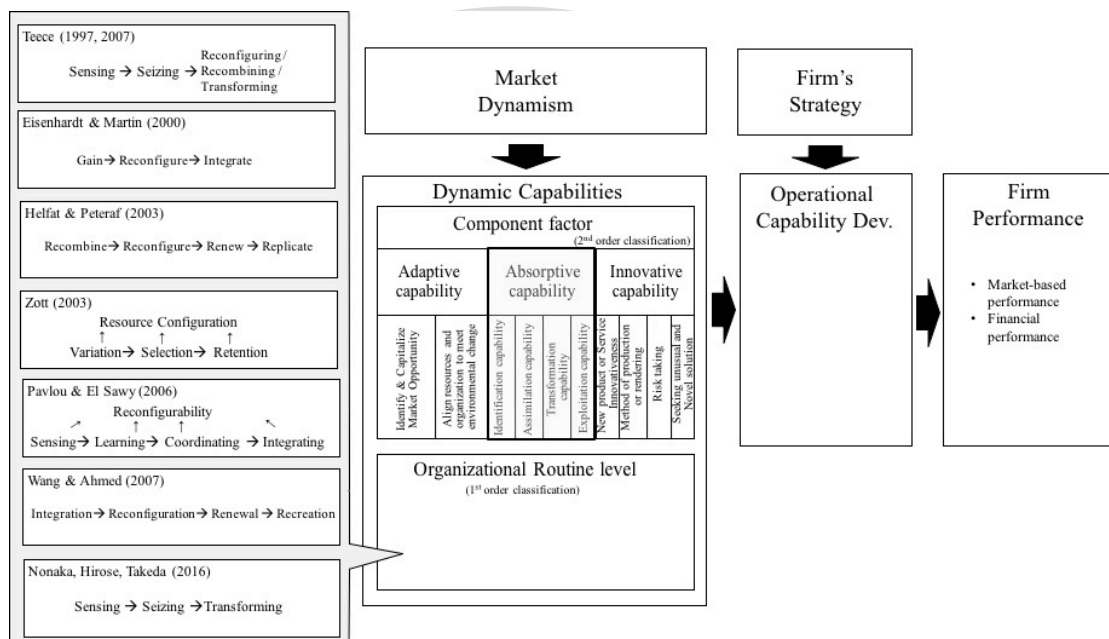 Teece (1997, 2007)
Sensing → Seizing → Reconfiguring /
Recombining /
Transforming
Eisenhardt & Martin (2000)
Gain → Reconfigure → Integrate
Helfat & Peteraf (2003)
Recombine → Reconfigure → Renew → Replicate
Zott (2003)
Resource Configuration
↑ ↑ ↑
Variation → Selection → Retention
Pavlou & El Sawy (2006)
Reconfigurability
↗ ↑ ↑ ↖
Sensing → Learning → Coordinating → Integrating
Wang & Ahmed (2007)
Integration → Reconfiguration → Renewal → Recreation
Nonaka, Hirose, Takeda (2016)
Sensing → Seizing → Transforming
Market
Dynamism
Firm's
Strategy
Dynamic Capabilities
Component factor
(2nd order classification)
Adaptive
capability
Absorptive
capability
Innovative
capability
Identify & Capitalize
Market Opportunity
Align resources and
organization to meet
environmental change
Identification capability
Assimilation capability
Transformation
capability
Exploitation capability
New product or Service
Innovativeness
Method of production
or rendering
Risk taking
Seeking unusual and
Novel solution
Organizational Routine level
(1st order classification)
Operational
Capability Dev.
Firm
Performance
• Market-based
performance
• Financial
performance